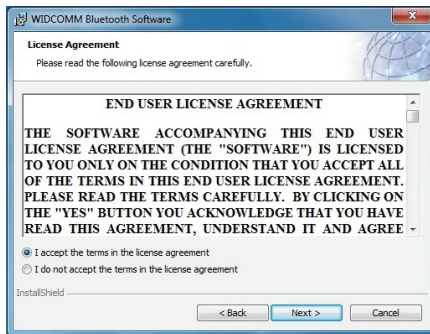 WIDCOMM Bluetooth Software
License Agreement
Please read the following license agreement carefully.
END USER LICENSE AGREEMENT
THE SOFTWARE ACCOMPANYING THIS END USER
LICENSE AGREEMENT (THE "SOFTWARE") IS LICENSED
TO YOU ONLY ON THE CONDITION THAT YOU ACCEPT ALL
OF THE TERMS IN THIS END USER LICENSE AGREEMENT.
PLEASE READ THE TERMS CAREFULLY. BY CLICKING ON
THE "YES" BUTTON YOU ACKNOWLEDGE THAT YOU HAVE
READ THIS AGREEMENT, UNDERSTAND IT AND AGREE
I accept the terms in the license agreement
I do not accept the terms in the license agreement
InstallShield
< Back
Next >
Cancel